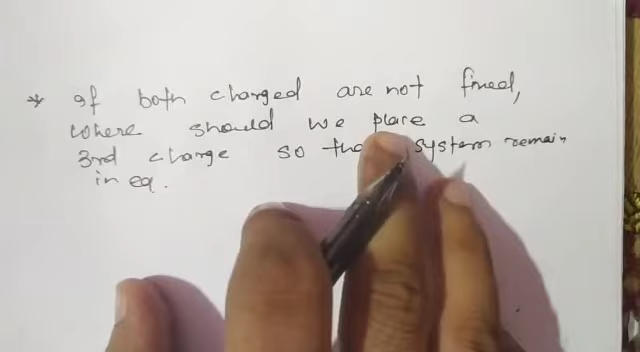 * If both charged are not fixed,
where should we place a
3rd charge so that system remain
in eq.